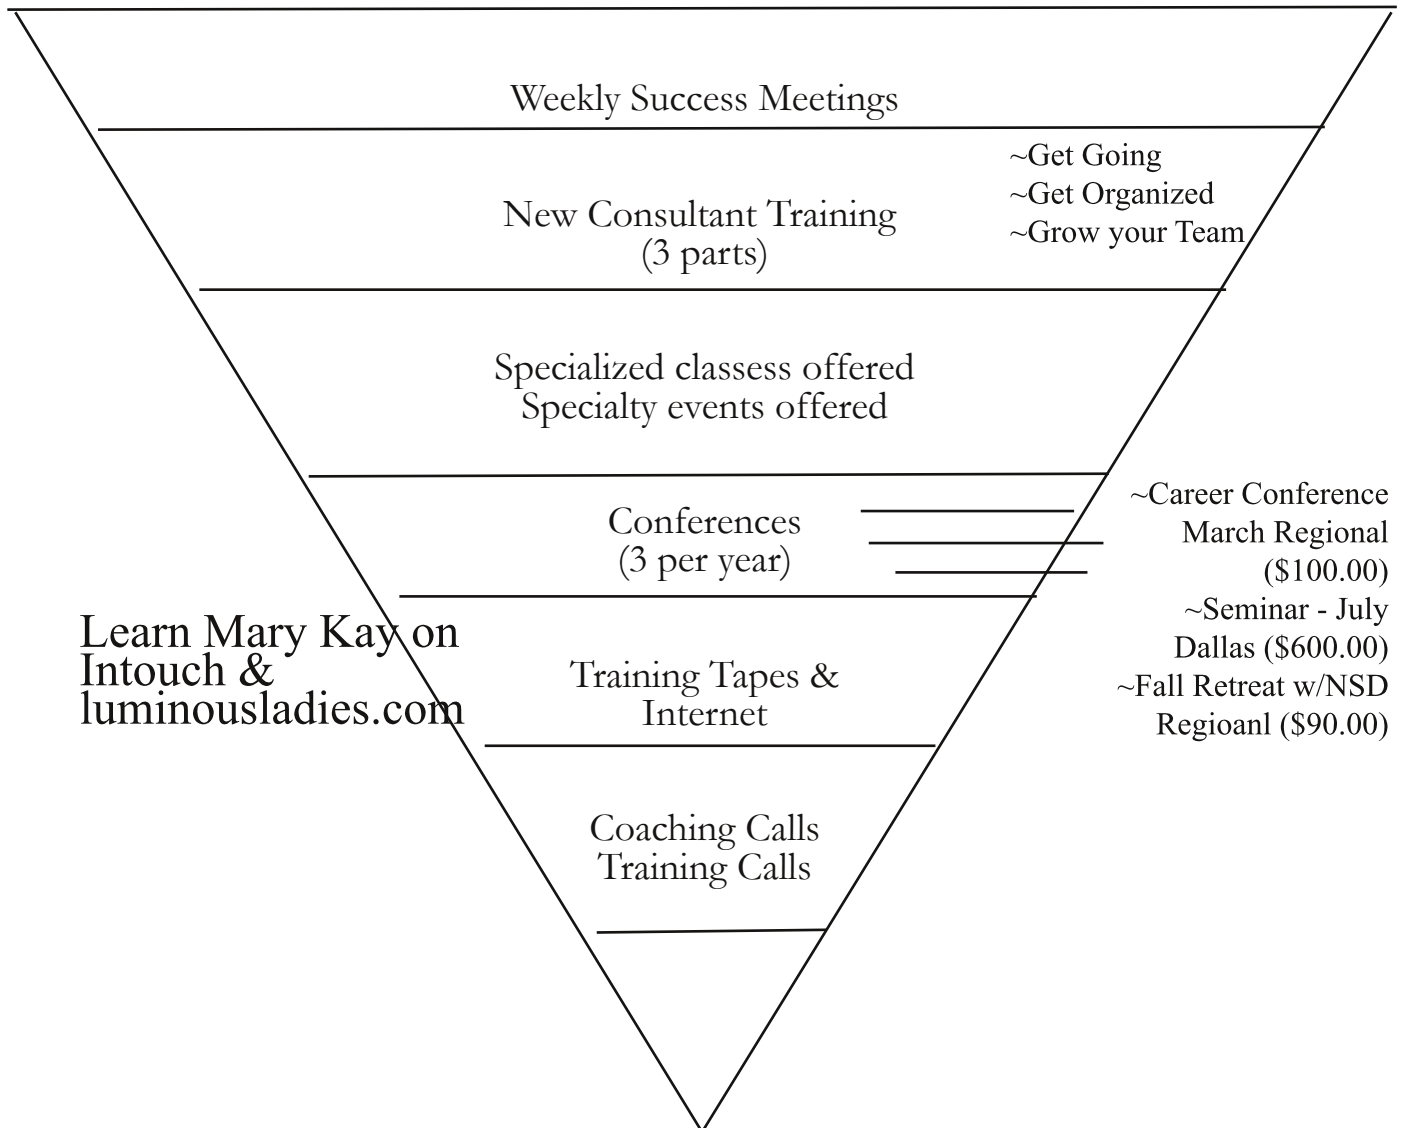 Weekly Success Meetings
~Get Going
~Get Organized
~Grow your Team
New Consultant Training
(3 parts)
Specialized classess offered
Specialty events offered
Conferences
(3 per year)
~Career Conference
March Regional
($100.00)
~Seminar - July
Dallas ($600.00)
~Fall Retreat w/NSD
Regioanl ($90.00)
Learn Mary Kay on
Intouch &
luminousladies.com
Training Tapes &
Internet
Coaching Calls
Training Calls